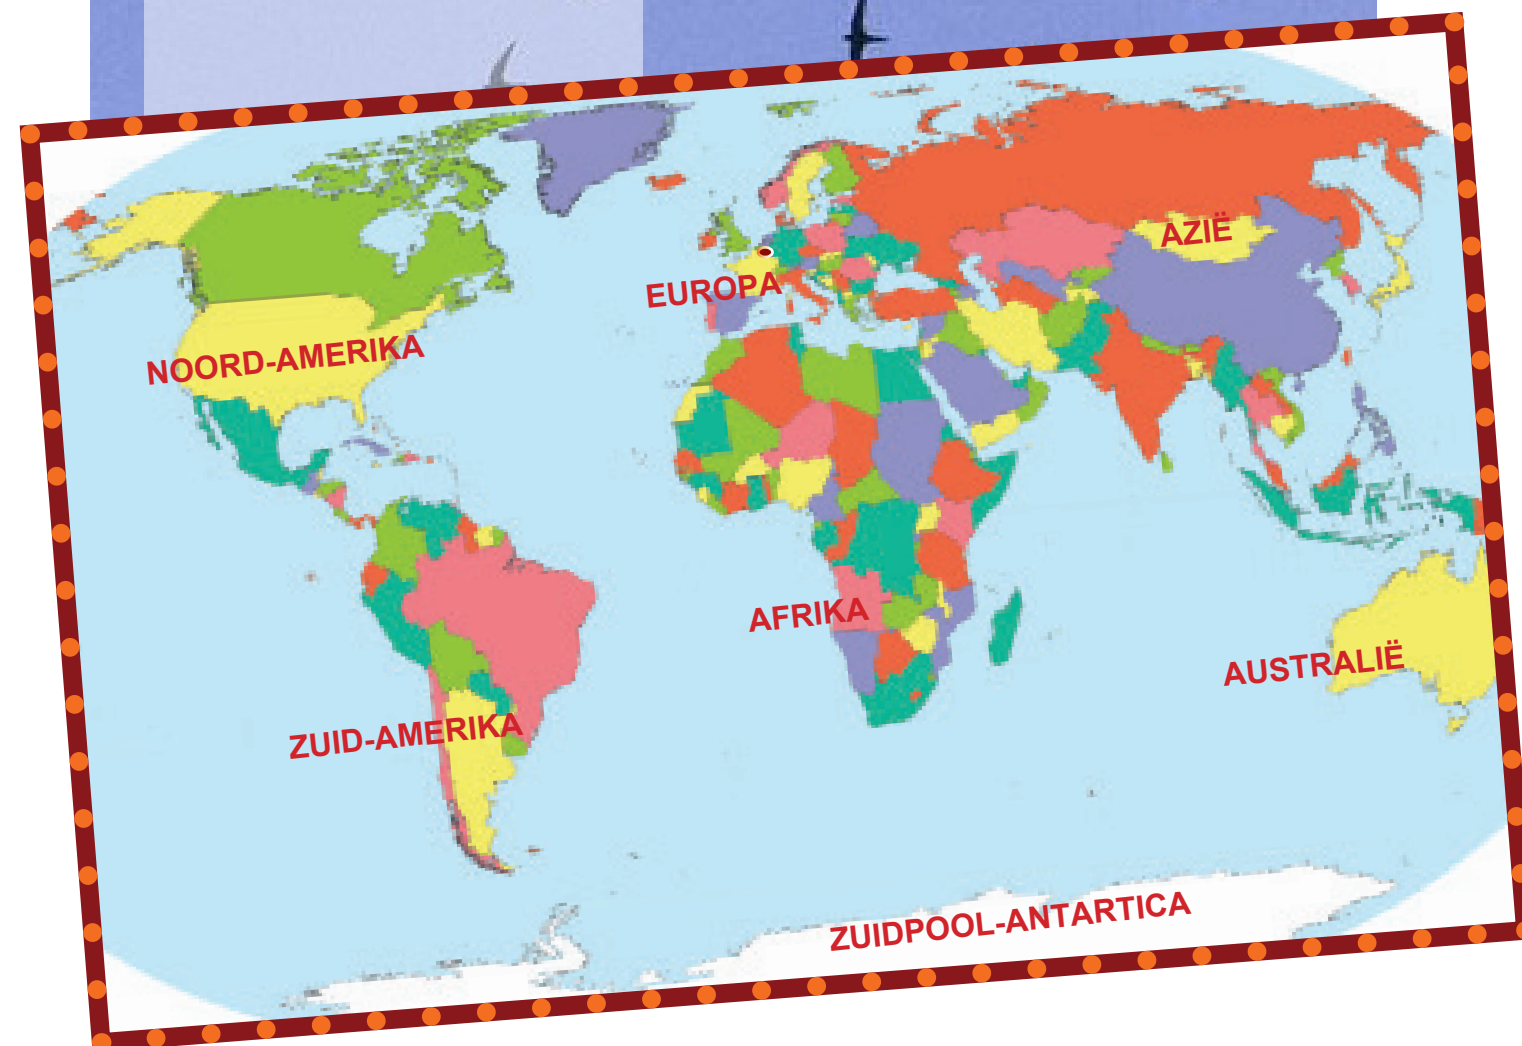 AZIË
EUROPA
NOORD-AMERIKA
AFRIKA
AUSTRALIË
ZUID-AMERIKA
ZUIDPOOL-ANTARTICA